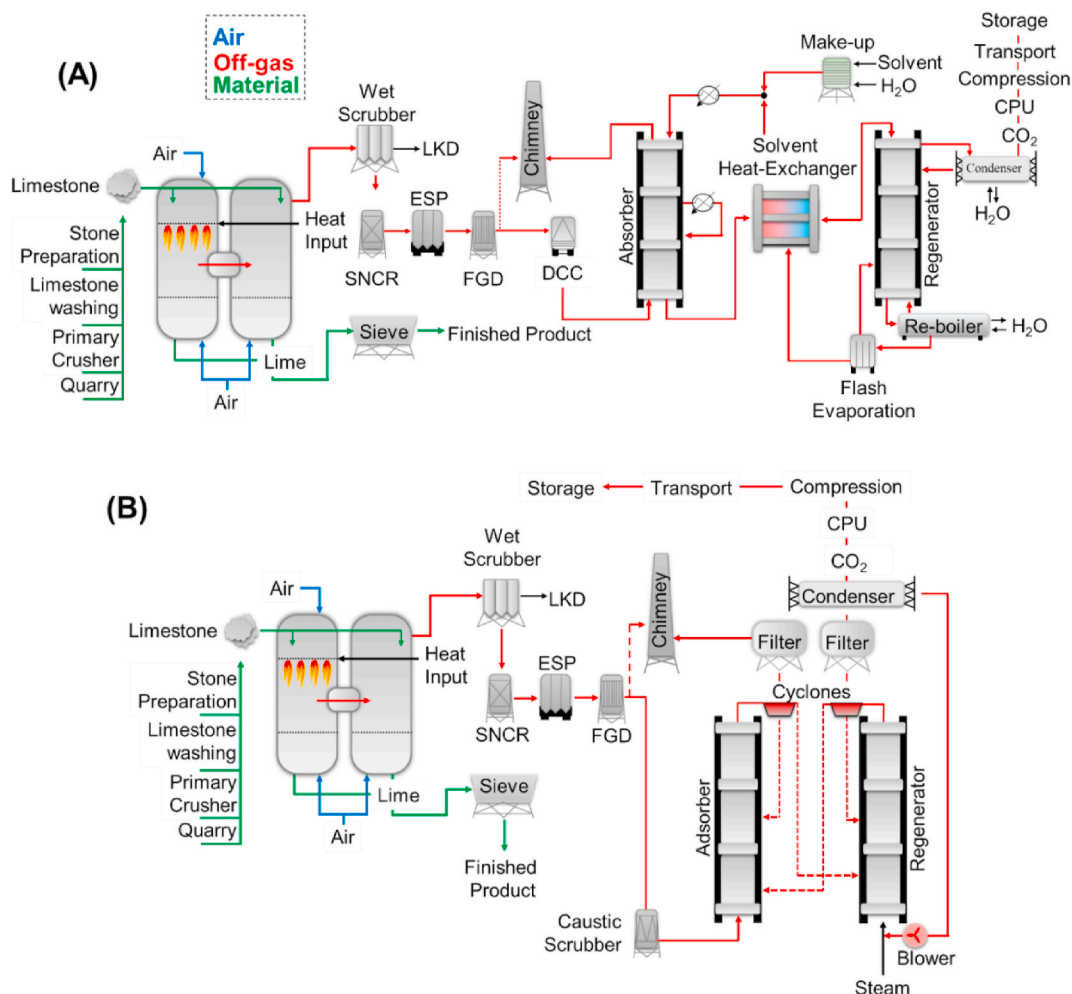 Air
Off-gas
Material
(A)
Storage
Transport
Compression
CPU
CO₂
Condenser
H₂O
Make-up
Solvent
H₂O
Wet
Scrubber
LKD
Chimney
Air
Limestone
Heat
Input
Stone
Preparation
Limestone
washing
Primary
Crusher
Quarry
SNCR
ESP
FGD
DCC
Absorber
Solvent
Heat-Exchanger
Regenerator
Re-boiler
H₂O
Flash
Evaporation
Sieve
Finished Product
Lime
Air
(B)
Storage
Transport
Compression
CPU
CO₂
Condenser
Wet
Scrubber
LKD
Chimney
Filter
Filter
Cyclones
Air
Limestone
Heat
Input
Stone
Preparation
Limestone
washing
Primary
Crusher
Quarry
SNCR
ESP
FGD
Lime
Air
Sieve
Finished
Product
Adsorber
Regenerator
Caustic
Scrubber
Blower
Steam